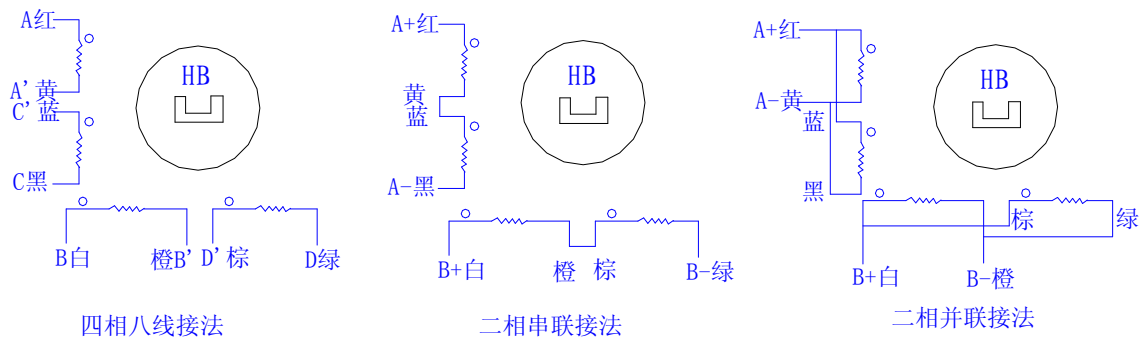 A红
HB
A'黄
C'蓝
C黑
B白
橙B'
D'棕
D绿
四相八线接法
A+红
HB
黄
蓝
A-黑
B+白
橙
棕
B-绿
二相串联接法
A+红
HB
A-黄
蓝
黑
棕
绿
B+白
B-橙
二相并联接法